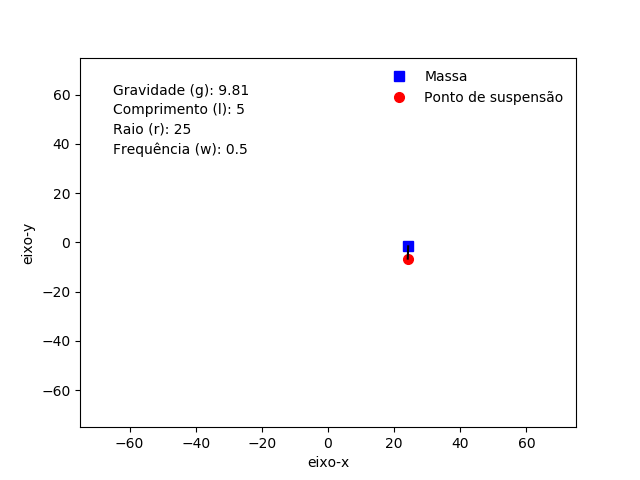 Gravidade (g): 9.81
Comprimento (l): 5
Raio (r): 25
Frequência (w): 0.5
Massa
Ponto de suspensão
60
40
20
0
−20
−40
−60
eixo-y
−60 −40 −20 0 20 40 60
eixo-x